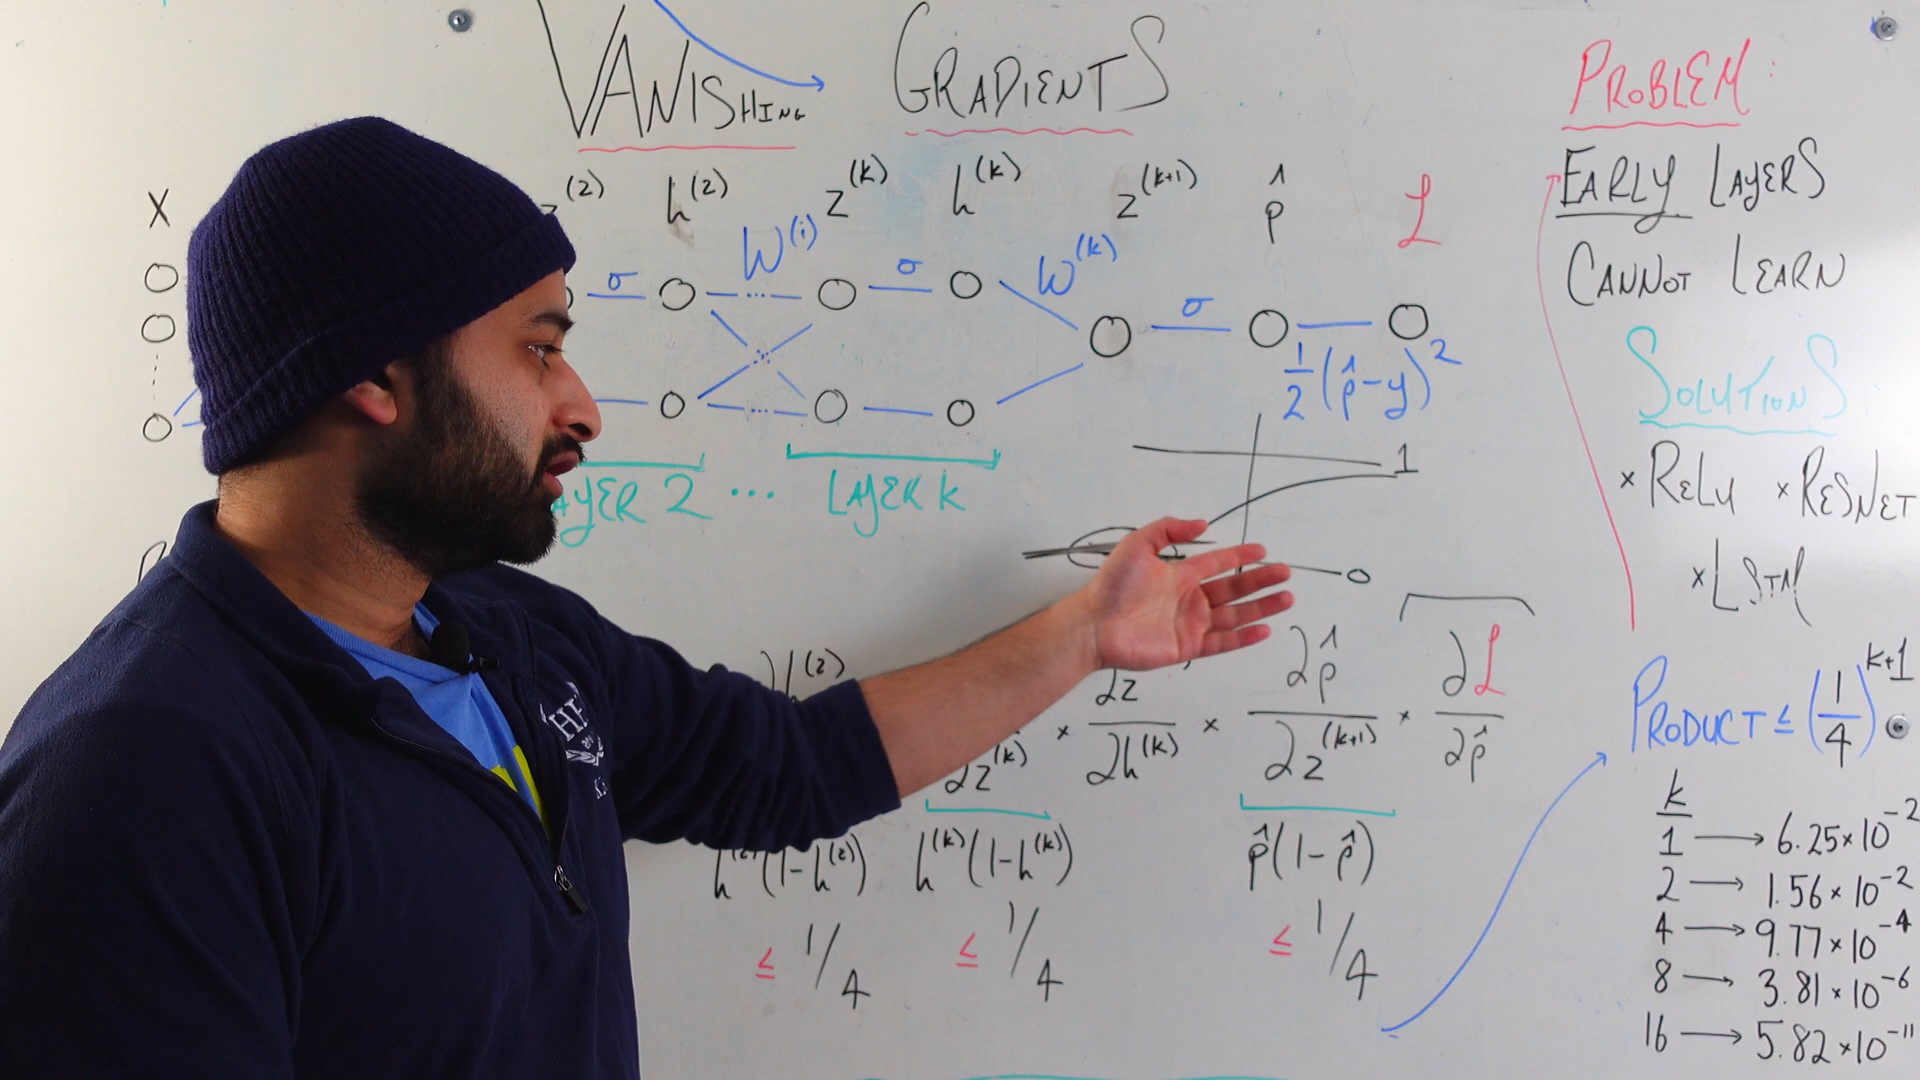 VANISHING GRADIENTS
X (2) h(2) z(k) h(k) z(k+1) p̂ L
σ W(i) σ W(k) σ
1/2(p̂-y)2
LAYER 2 ... LAYER k
1
0
(2) ∂z ∂p̂ ∂L
∂z(k) × ∂h(k) × ∂z(k+1) × ∂p̂
h(2)(1-h(2)) h(k)(1-h(k)) p̂(1-p̂)
≤ 1/4 ≤ 1/4 ≤ 1/4
PROBLEM:
EARLY LAYERS
CANNOT LEARN
SOLUTIONS
× RELU × RESNET
× LSTM
PRODUCT ≤ (1/4)k+1
k
1 → 6.25×10-2
2 → 1.56×10-2
4 → 9.77×10-4
8 → 3.81×10-6
16 → 5.82×10-11